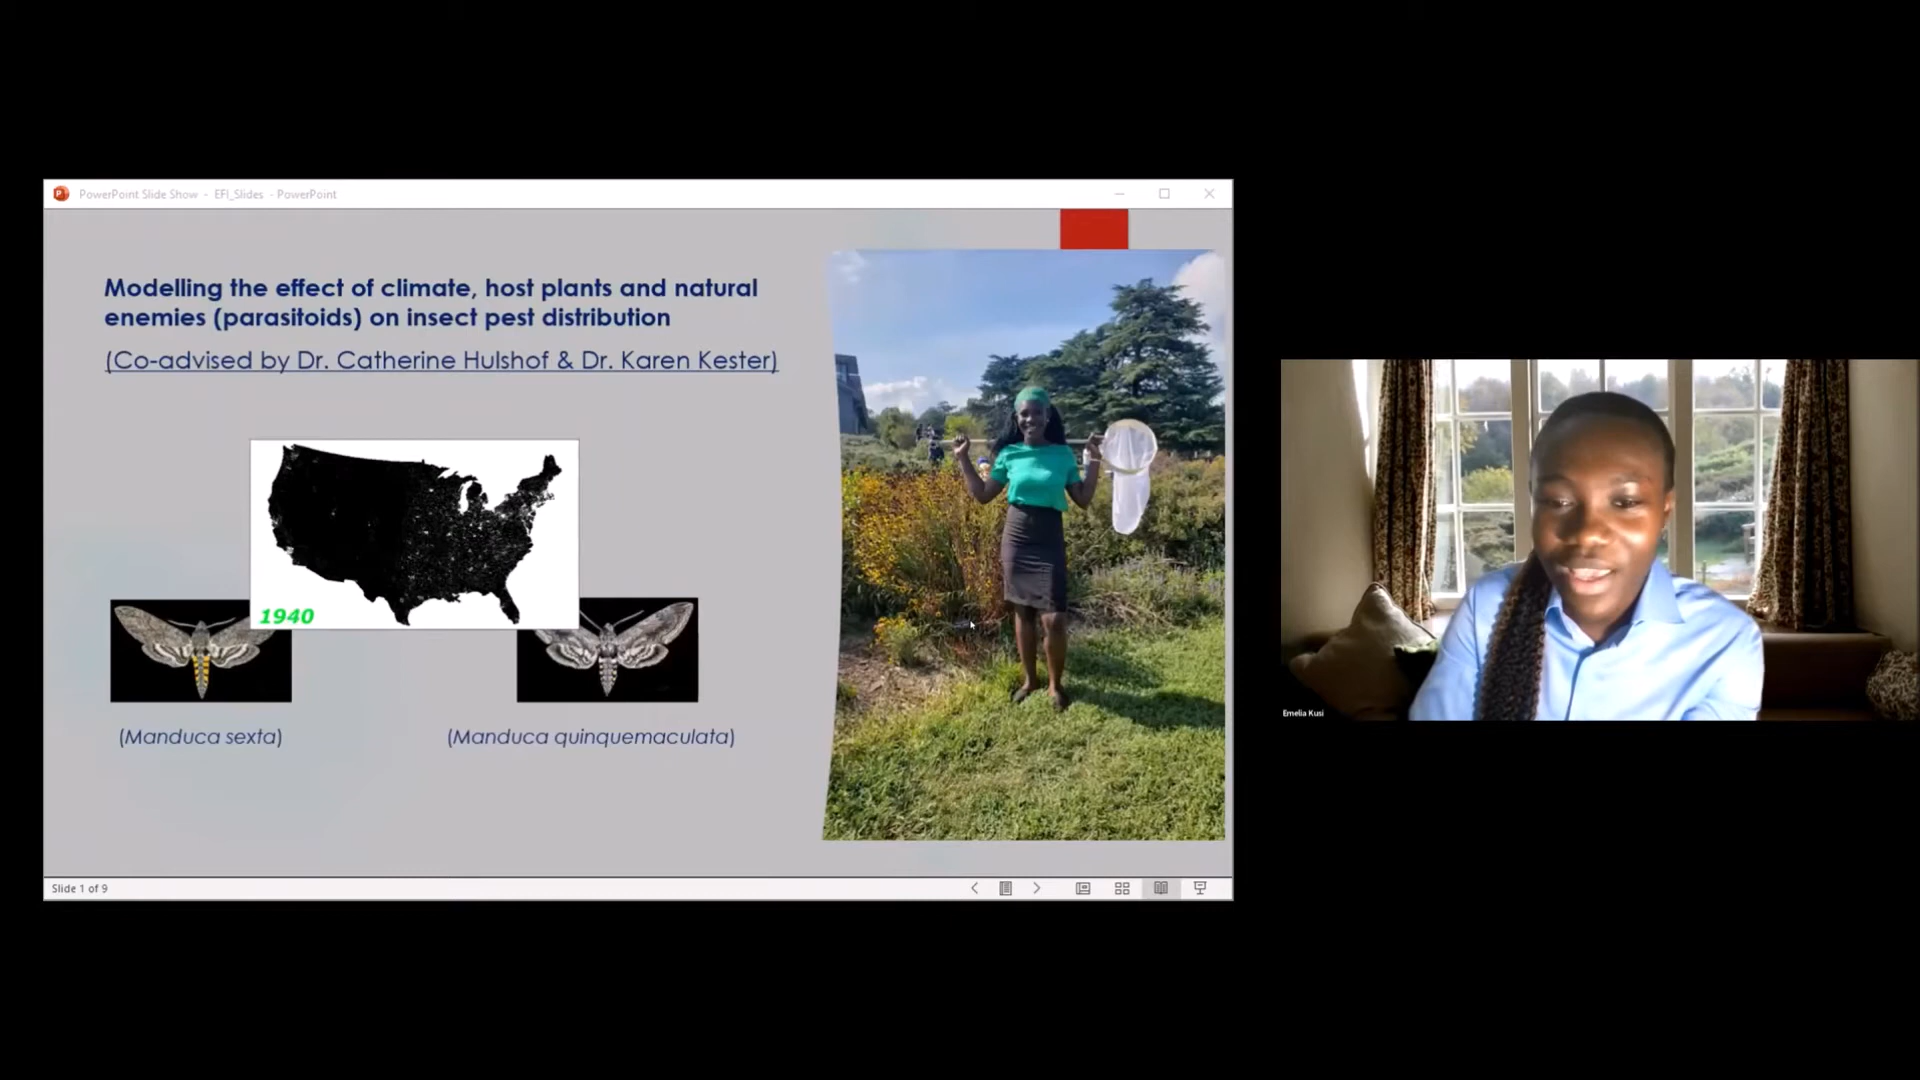 PowerPoint Slide Show - EFI_Slides - PowerPoint
Modelling the effect of climate, host plants and natural
enemies (parasitoids) on insect pest distribution
(Co-advised by Dr. Catherine Hulshof & Dr. Karen Kester)
1940
(Manduca sexta)
(Manduca quinquemaculata)
Emelia Kusi
Slide 1 of 9